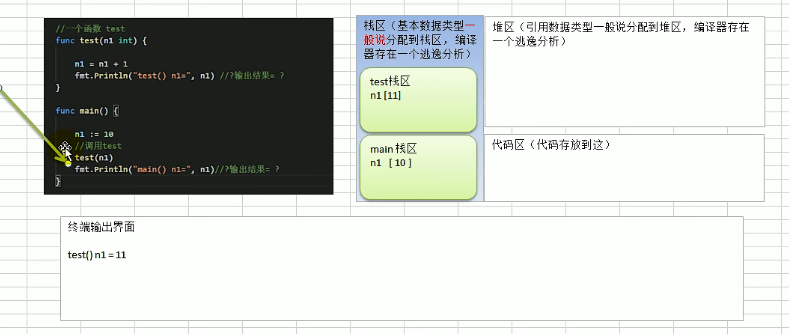 //一个函数 test
func test(n1 int) {
n1 = n1 + 1
fmt.Println("test() n1=", n1) //?输出结果= ?
}
func main() {
n1 := 10
//调用test
test(n1)
fmt.Println("main() n1=", n1)//?输出结果= ?
}
栈区（基本数据类型一
般说分配到栈区，编译
器存在一个逃逸分析）
test栈区
n1 [11]
main 栈区
n1 [ 10 ]
堆区（引用数据类型一般说分配到堆区，编译器存在
一个逃逸分析）
代码区（代码存放到这）
终端输出界面
test() n1 = 11